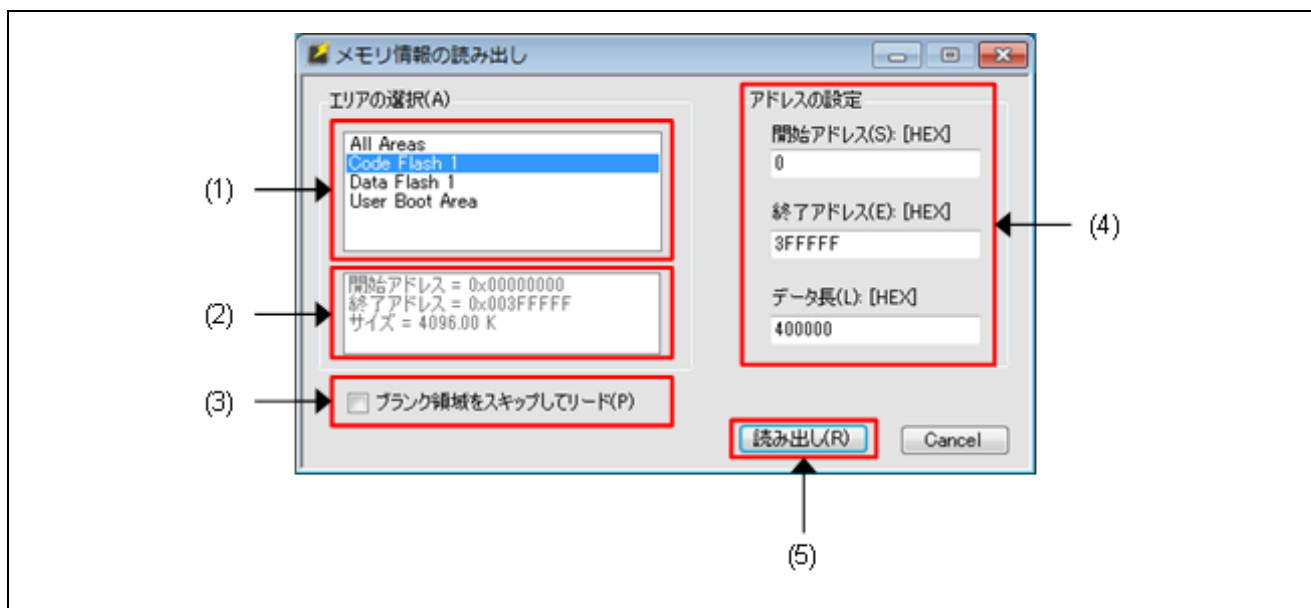 メモリ情報の読み出し
エリアの選択(A)
All Areas
Code Flash 1
Data Flash 1
User Boot Area
(1)
開始アドレス = 0x00000000
終了アドレス = 0x003FFFFF
サイズ = 4096.00 K
(2)
ブランク領域をスキップしてリード(P)
(3)
アドレスの設定
開始アドレス(S): [HEX]
0
終了アドレス(E): [HEX]
3FFFFF
データ長(L): [HEX]
400000
(4)
読み出し(R)
Cancel
(5)